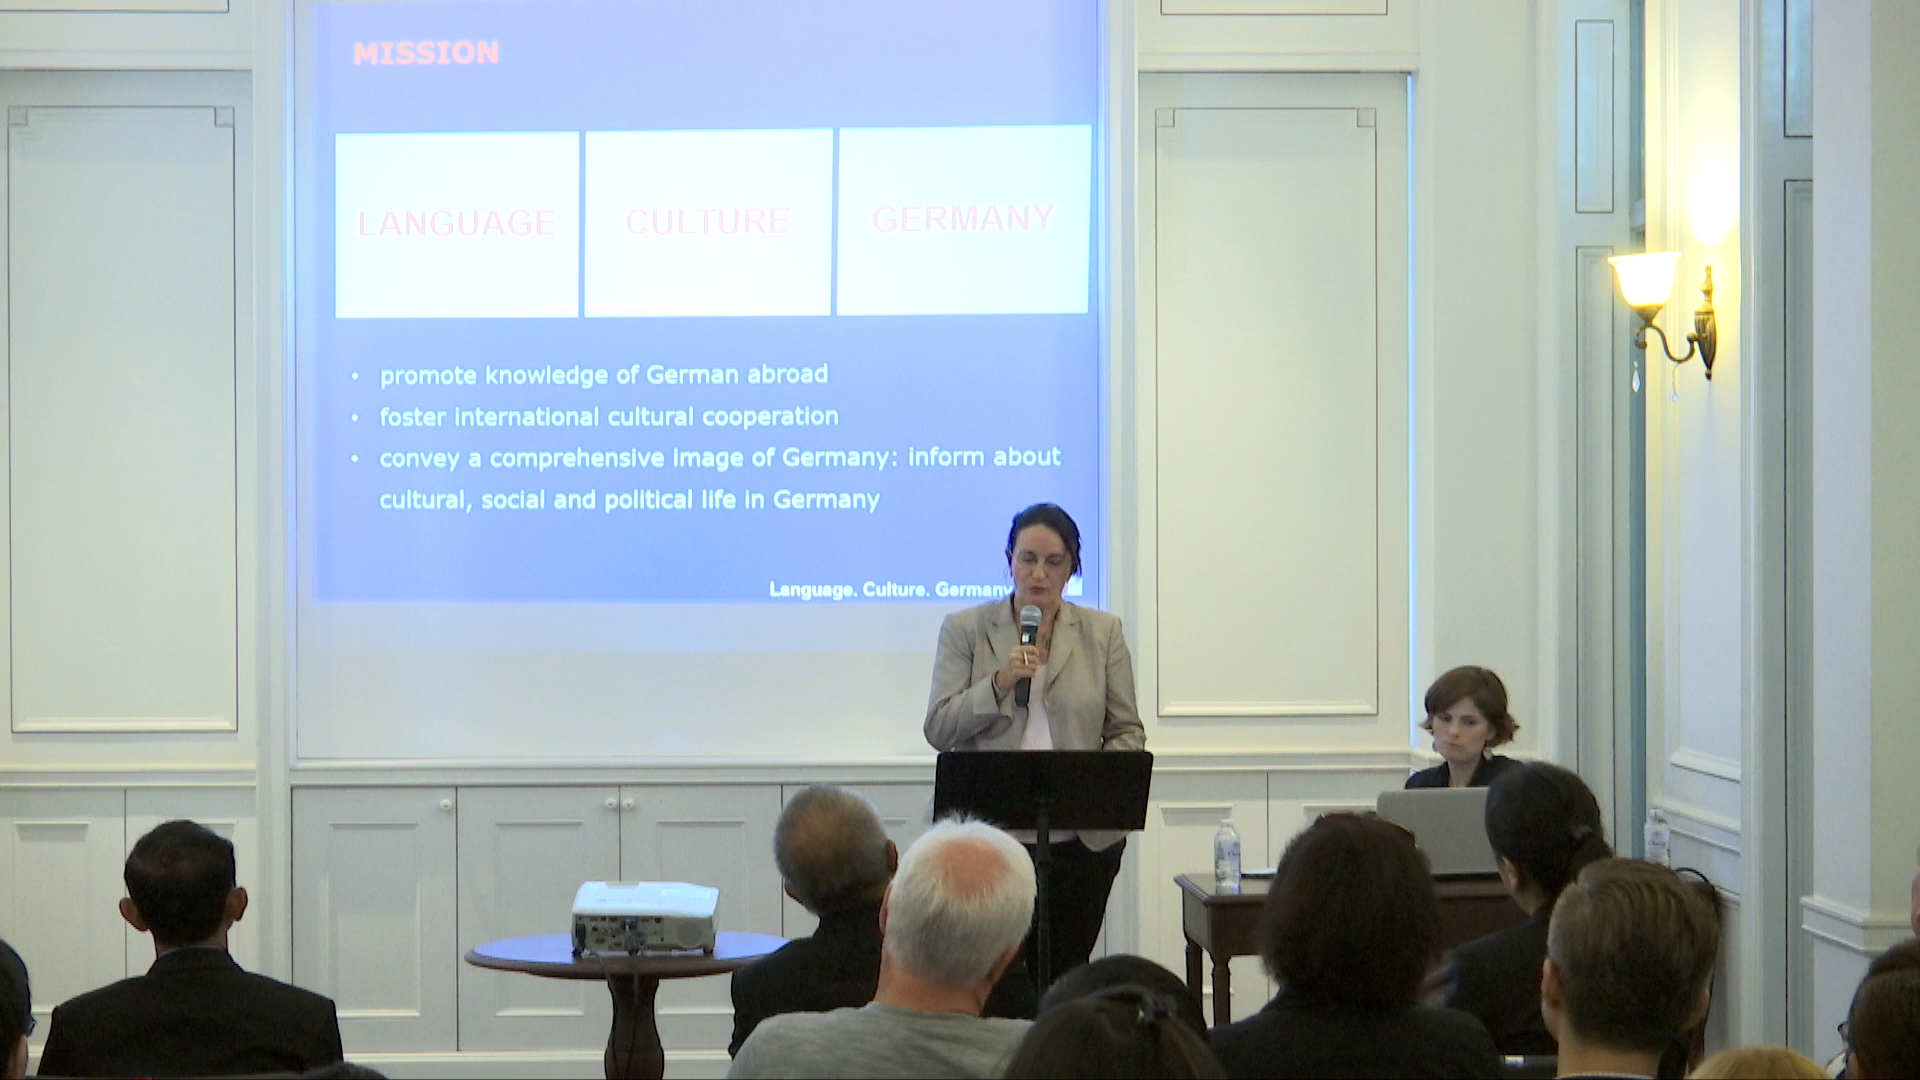 MISSION
LANGUAGE
CULTURE
GERMANY
• promote knowledge of German abroad
• foster international cultural cooperation
• convey a comprehensive image of Germany: inform about
cultural, social and political life in Germany
Language. Culture. Germany